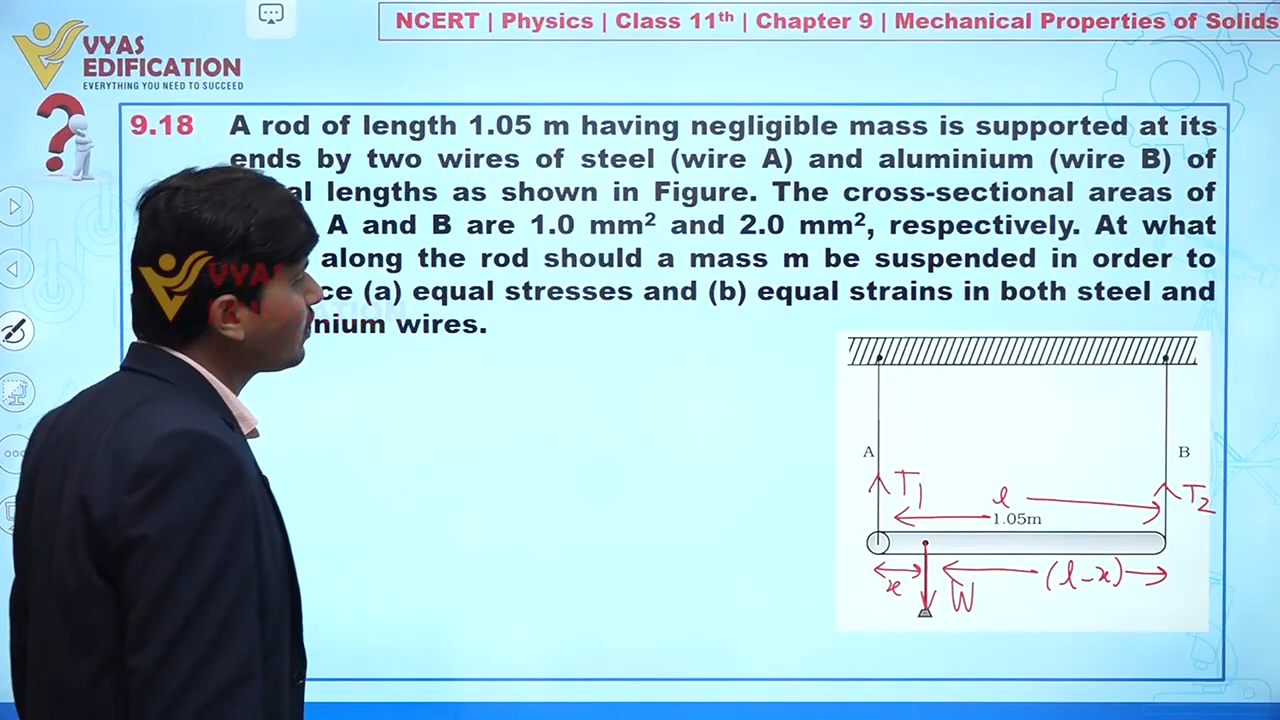 NCERT | Physics | Class 11th | Chapter 9 | Mechanical Properties of Solids
VYAS
EDIFICATION
EVERYTHING YOU NEED TO SUCCEED
9.18 A rod of length 1.05 m having negligible mass is supported at its
ends by two wires of steel (wire A) and aluminium (wire B) of
lengths as shown in Figure. The cross-sectional areas of
A and B are 1.0 mm² and 2.0 mm², respectively. At what
along the rod should a mass m be suspended in order to
(a) equal stresses and (b) equal strains in both steel and
wires.
VYAS
A
B
T1
T2
l
1.05m
x
W
(l-x)